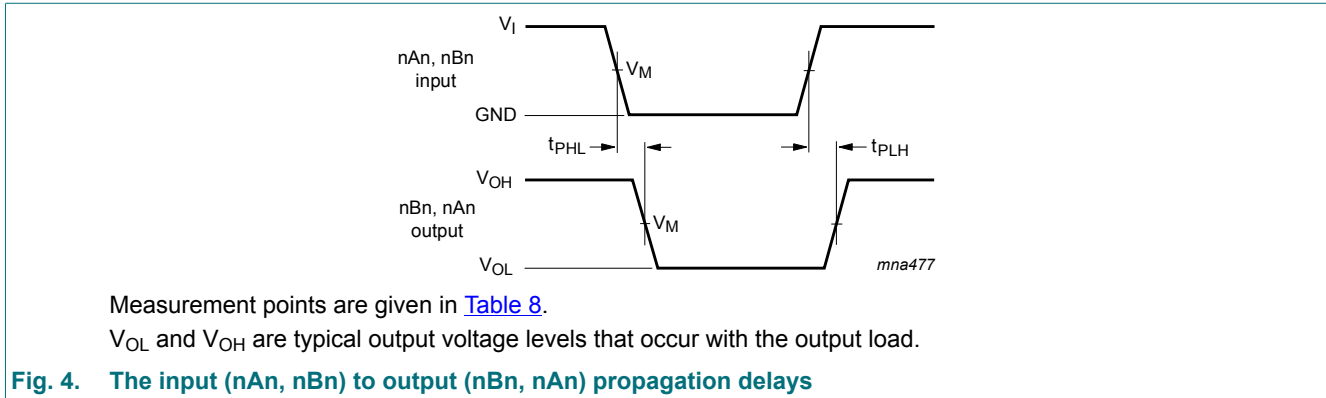 VI
nAn, nBn
input
VM
GND
tPHL
tPLH
VOH
nBn, nAn
output
VM
VOL
mna477
Measurement points are given in Table 8.
VOL and VOH are typical output voltage levels that occur with the output load.
Fig. 4. The input (nAn, nBn) to output (nBn, nAn) propagation delays